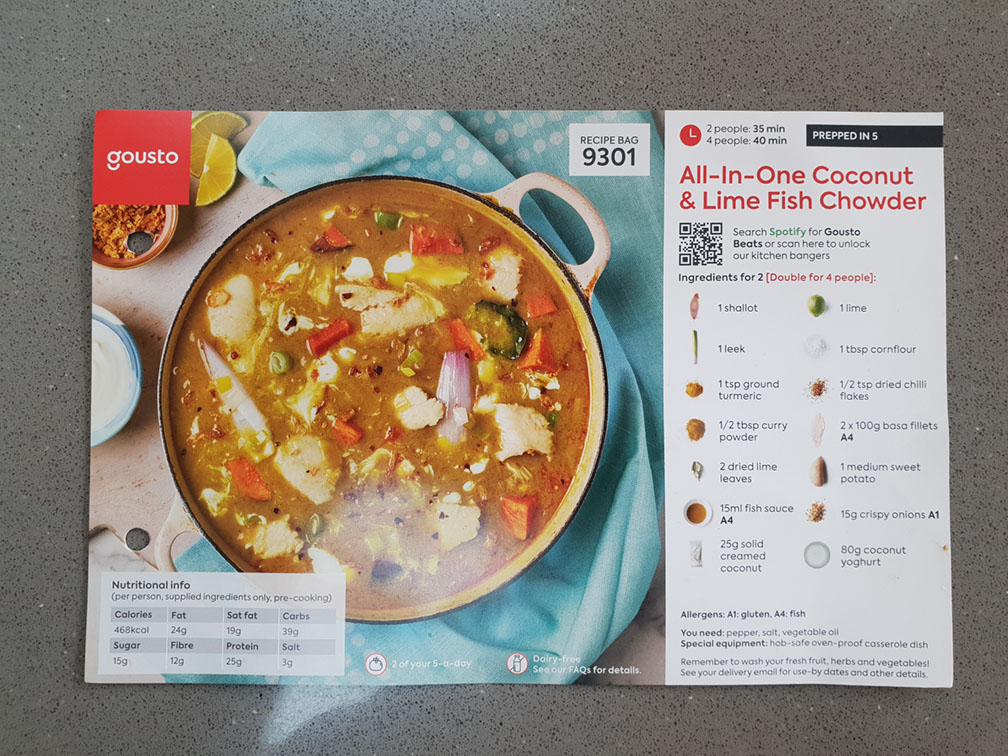 gousto
RECIPE BAG
9301
Nutritional info
(per person, supplied ingredients only, pre-cooking)
Calories Fat Sat fat Carbs
468kcal 24g 19g 39g
Sugar Fibre Protein Salt
15g 12g 25g 3g
2 of your 5-a-day
Dairy-free
See our FAQs for details.
2 people: 35 min
4 people: 40 min
PREPPED IN 5
All-In-One Coconut
& Lime Fish Chowder
Search Spotify for Gousto
Beats or scan here to unlock
our kitchen bangers
Ingredients for 2 [Double for 4 people]:
1 shallot
1 lime
1 leek
1 tbsp cornflour
1 tsp ground
turmeric
1/2 tsp dried chilli
flakes
1/2 tbsp curry
powder
2 x 100g basa fillets
A4
2 dried lime
leaves
1 medium sweet
potato
15ml fish sauce
A4
15g crispy onions A1
25g solid
creamed
coconut
80g coconut
yoghurt
Allergens: A1: gluten, A4: fish
You need: pepper, salt, vegetable oil
Special equipment: hob-safe oven-proof casserole dish
Remember to wash your fresh fruit, herbs and vegetables!
See your delivery email for use-by dates and other details.